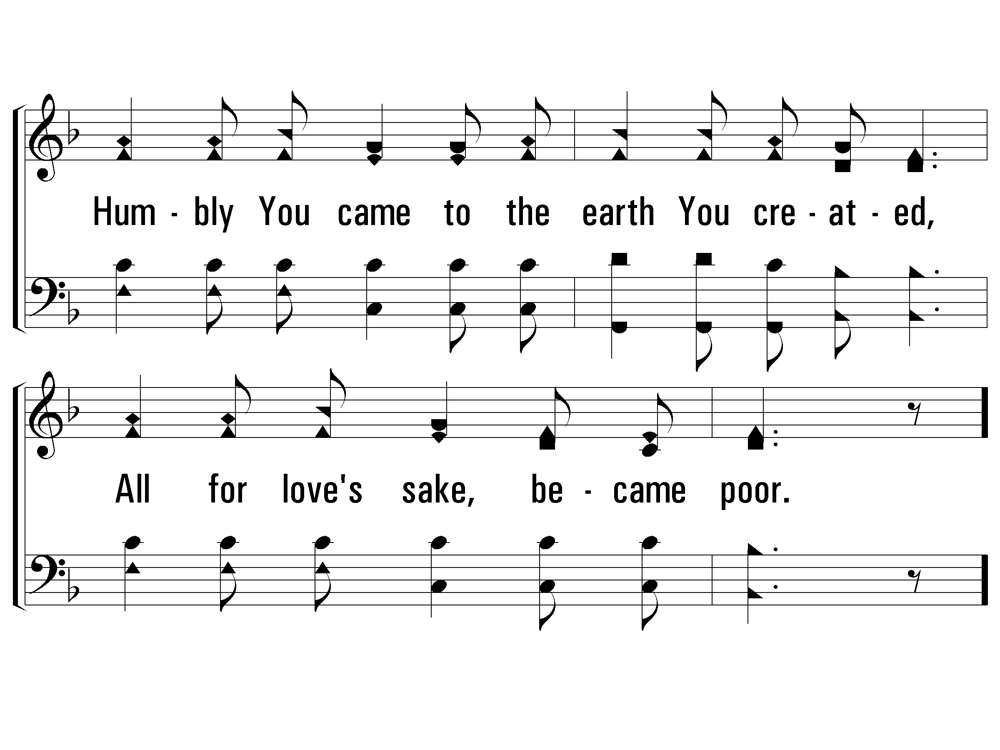 Hum - bly You came to the earth You cre - at - ed,
All for love's sake, be - came poor.